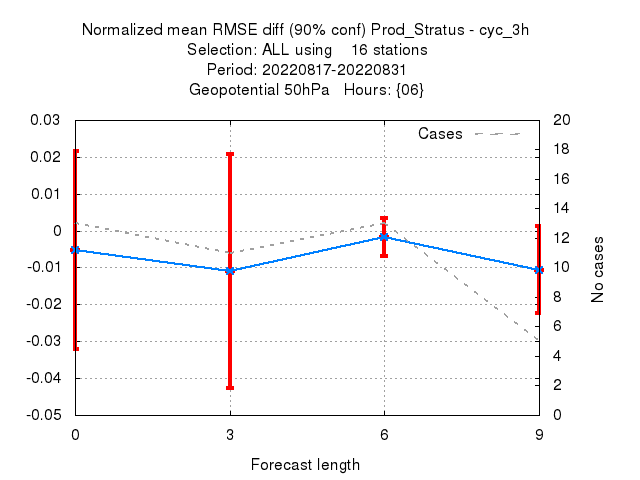 Normalized mean RMSE diff (90% conf) Prod_Stratus - cyc_3h
Selection: ALL using    16 stations
Period: 20220817-20220831
Geopotential 50hPa   Hours: {06}
Cases
0.03
0.02
0.01
0
-0.01
-0.02
-0.03
-0.04
-0.05
20
18
16
14
12
10
8
6
4
2
0
No cases
0 3 6 9
Forecast length